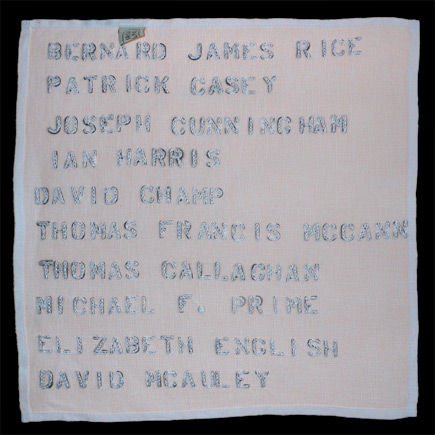 BERNARD JAMES RICE
PATRICK CASEY
JOSEPH CUNNINGHAM
IAN HARRIS
DAVID CHAMP
THOMAS FRANCIS MCCANN
THOMAS CALLAGHAN
MICHAEL F. PRIME
ELIZABETH ENGLISH
DAVID MCAULEY